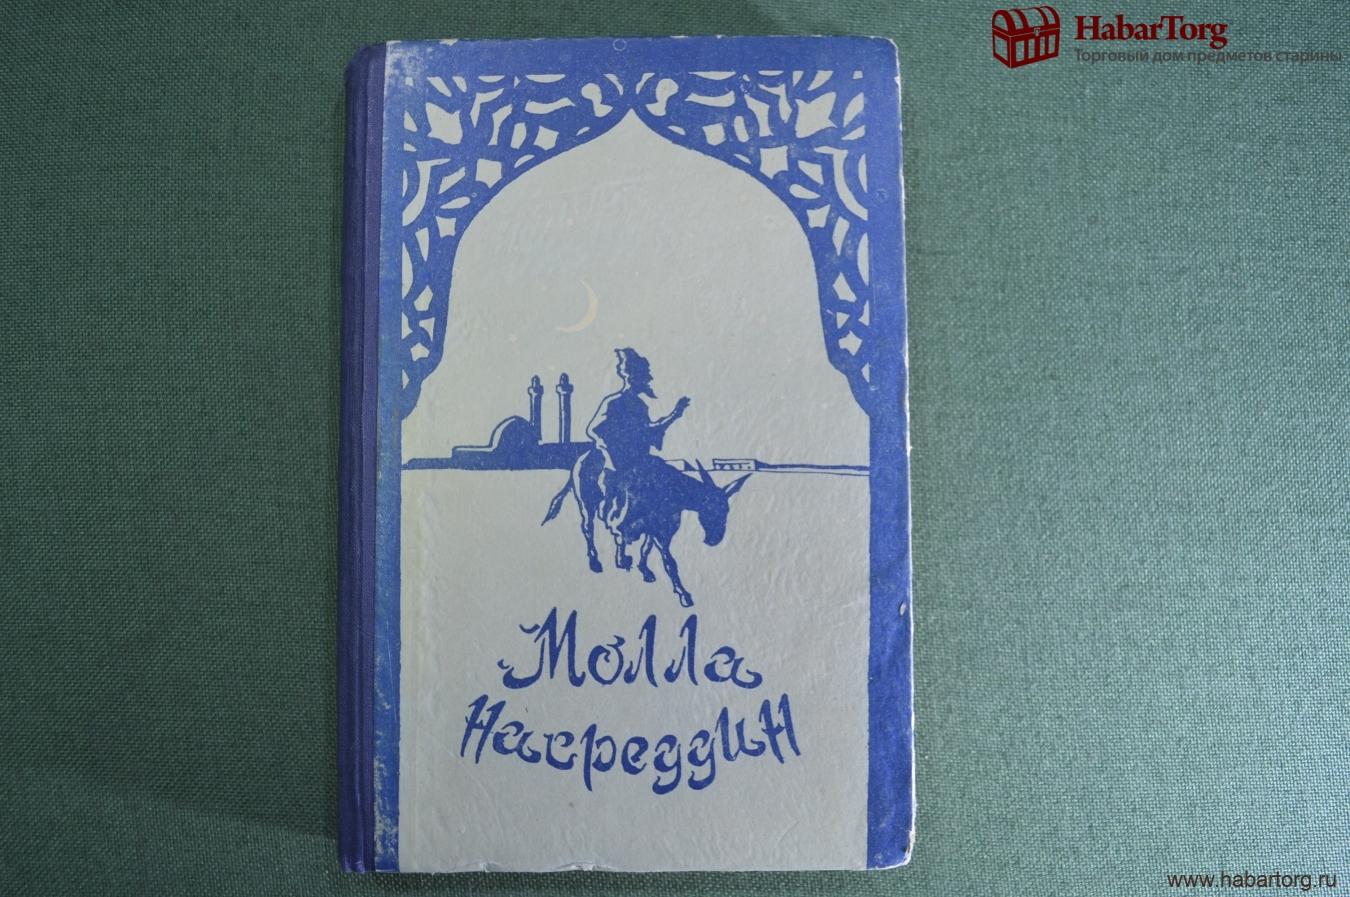 HabarTorg
Торговый дом предметов старины
Молла
Насреддин
www.habartorg.ru